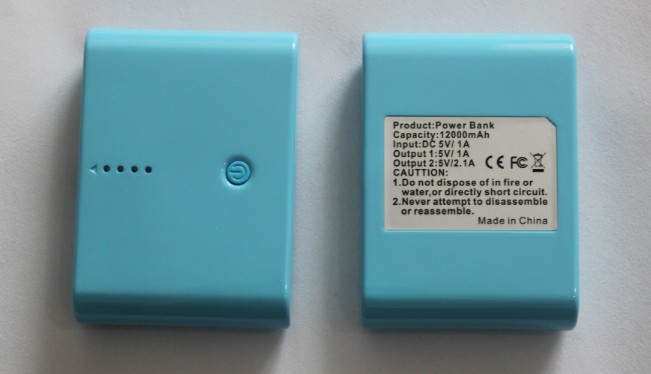 Product:Power Bank
Capacity:12000mAh
Input:DC 5V/ 1A
Output 1:5V/ 1A
Output 2:5V/2.1A
CE FC
CAUTTION:
1.Do not dispose of in fire or
water,or directly short circuit.
2.Never attempt to disassemble
or reassemble.
Made in China